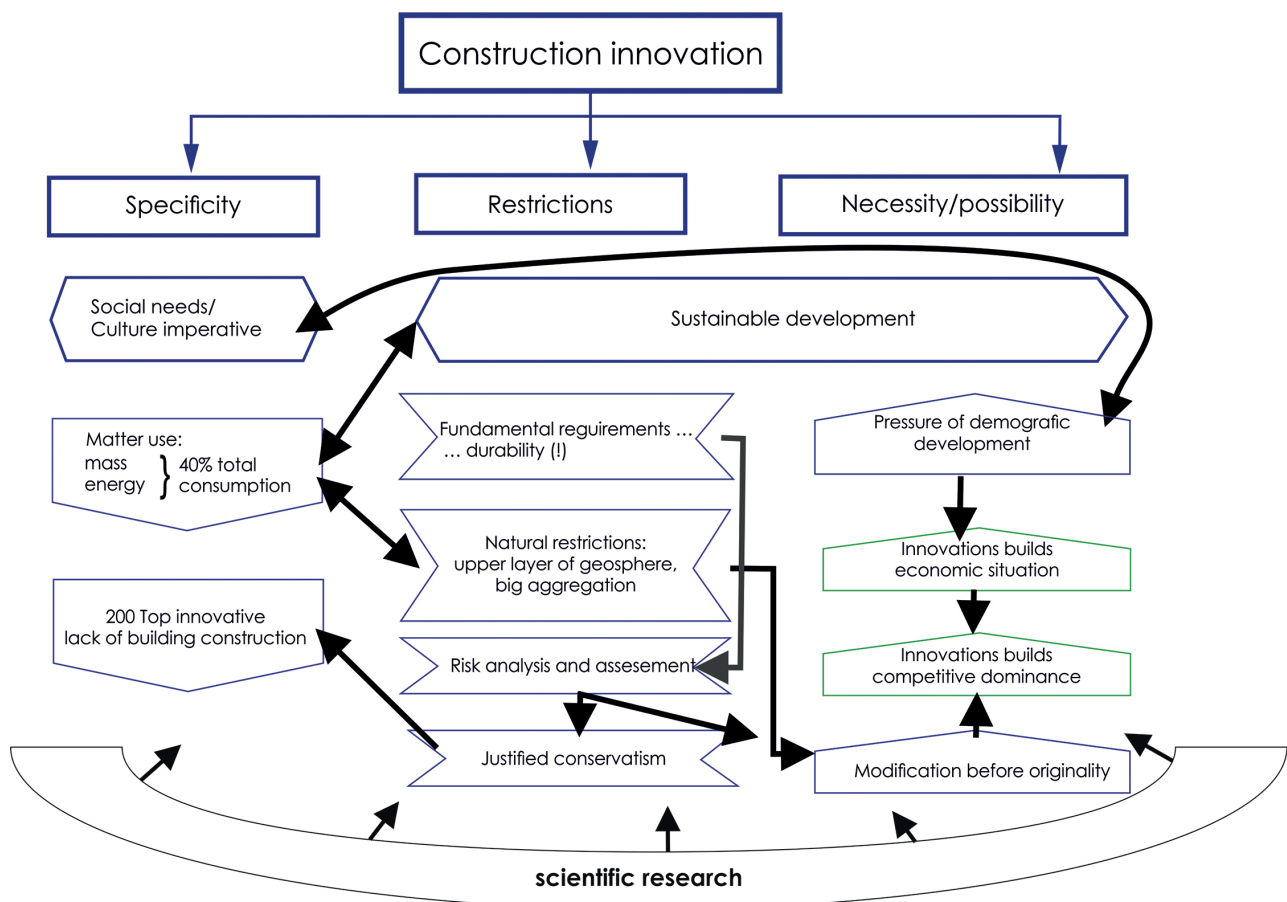 Construction innovation
Specificity
Restrictions
Necessity/possibility
Social needs/
Culture imperative
Sustainable development
Matter use:
mass
energy
} 40% total
consumption
Fundamental reguirements ...
... durability (!)
Pressure of demografic
development
Natural restrictions:
upper layer of geosphere,
big aggregation
Innovations builds
economic situation
200 Top innovative
lack of building construction
Risk analysis and assesement
Innovations builds
competitive dominance
Justified conservatism
Modification before originality
scientific research